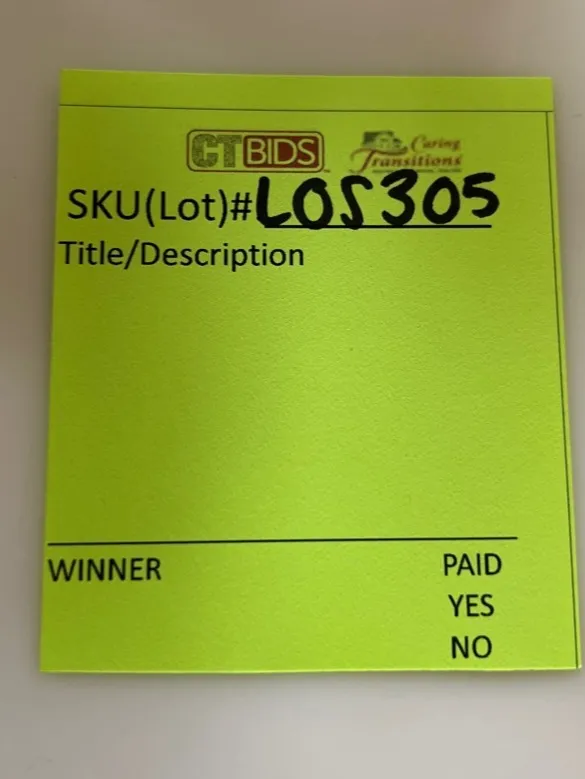 CTBIDS Caring Transitions
SKU(Lot)# LOS305
Title/Description
WINNER PAID
YES
NO